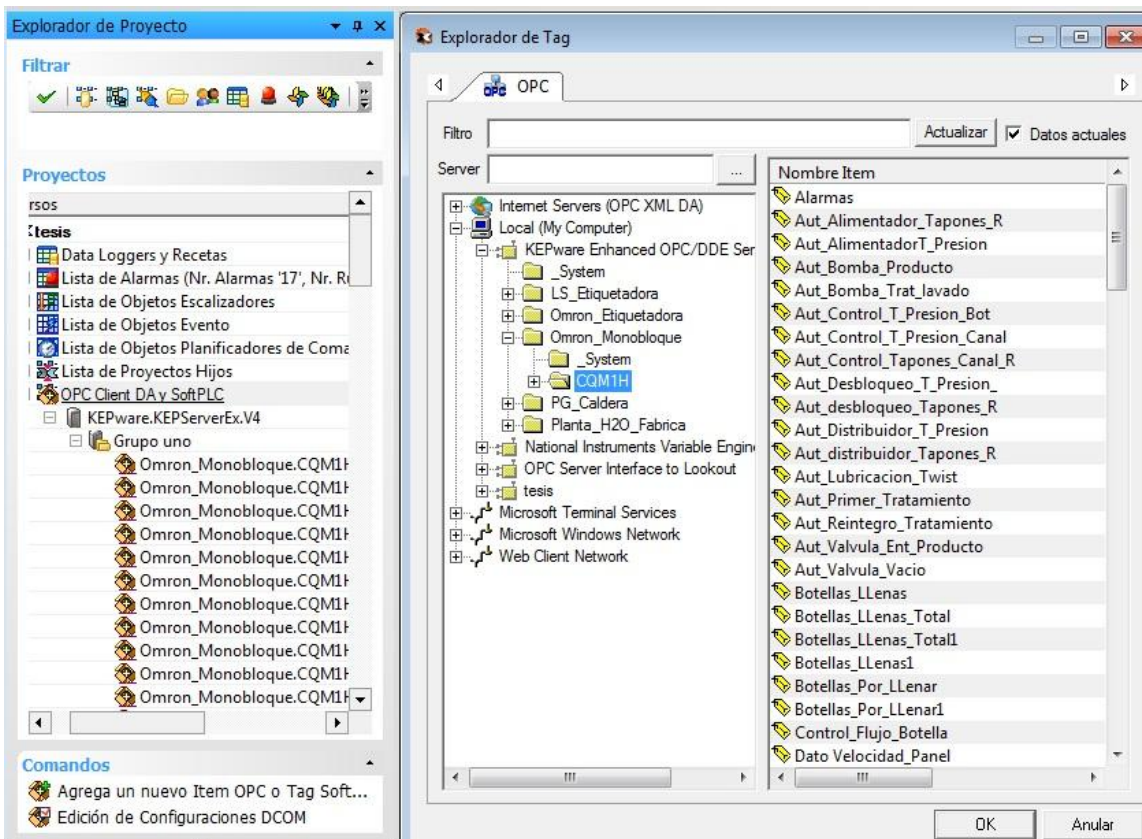 Explorador de Proyecto
Filtrar
Proyectos
rsos
tesis
Data Loggers y Recetas
Lista de Alarmas (Nr. Alarmas '17', Nr. Ru
Lista de Objetos Escalizadores
Lista de Objetos Evento
Lista de Objetos Planificadores de Coma
Lista de Proyectos Hijos
OPC Client DA y SoftPLC
KEPware.KEPServerEx.V4
Grupo uno
Omron_Monobloque.CQM1H
Omron_Monobloque.CQM1H
Omron_Monobloque.CQM1H
Omron_Monobloque.CQM1H
Omron_Monobloque.CQM1H
Omron_Monobloque.CQM1H
Omron_Monobloque.CQM1H
Omron_Monobloque.CQM1H
Omron_Monobloque.CQM1H
Omron_Monobloque.CQM1H
Omron_Monobloque.CQM1H
Comandos
Agrega un nuevo Item OPC o Tag Soft...
Edición de Configuraciones DCOM
Explorador de Tag
OPC
Filtro
Actualizar
Datos actuales
Server
...
Internet Servers (OPC XML DA)
Local (My Computer)
KEPware Enhanced OPC/DDE Ser
_System
LS_Etiquetadora
Omron_Etiquetadora
Omron_Monobloque
_System
CQM1H
PG_Caldera
Planta_H2O_Fabrica
National Instruments Variable Engin
OPC Server Interface to Lookout
tesis
Microsoft Terminal Services
Microsoft Windows Network
Web Client Network
Nombre Item
Alarmas
Aut_Alimentador_Tapones_R
Aut_AlimentadorT_Presion
Aut_Bomba_Producto
Aut_Bomba_Trat_lavado
Aut_Control_T_Presion_Bot
Aut_Control_T_Presion_Canal
Aut_Control_Tapones_Canal_R
Aut_Desbloqueo_T_Presion_
Aut_desbloqueo_Tapones_R
Aut_Distribuidor_T_Presion
Aut_distribuidor_Tapones_R
Aut_Lubricacion_Twist
Aut_Primer_Tratamiento
Aut_Reintegro_Tratamiento
Aut_Valvula_Ent_Producto
Aut_Valvula_Vacio
Botellas_LLenas
Botellas_LLenas_Total
Botellas_LLenas_Total1
Botellas_LLenas1
Botellas_Por_LLenar
Botellas_Por_LLenar1
Control_Flujo_Botella
Dato Velocidad_Panel
OK
Anular